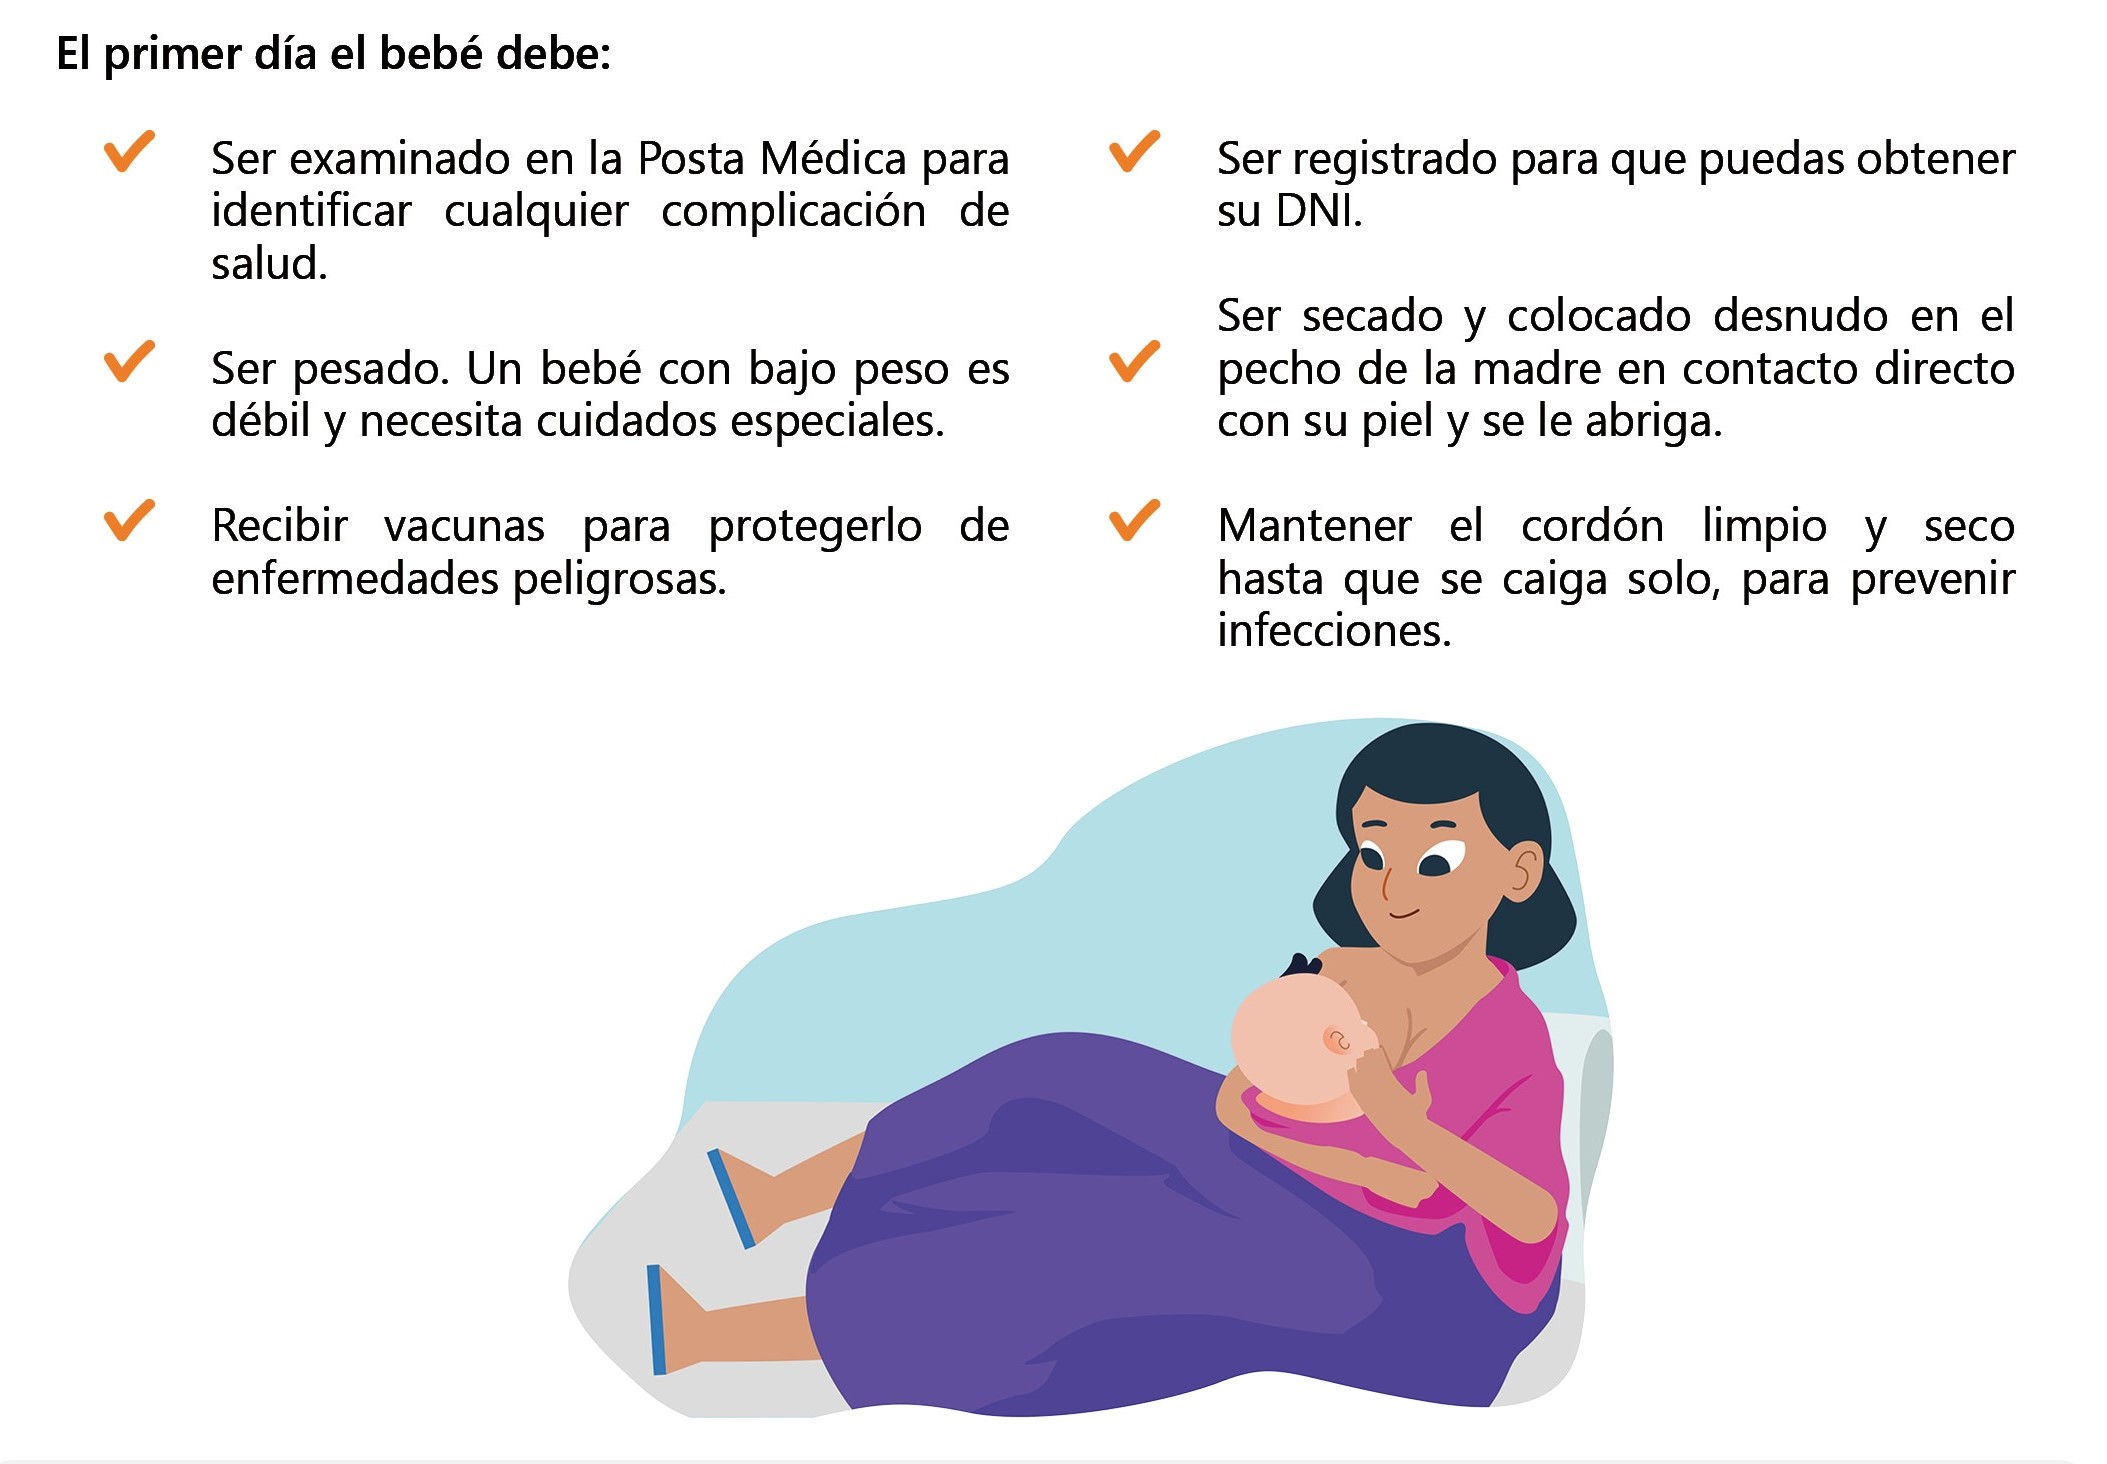 El primer día el bebé debe:
Ser examinado en la Posta Médica para
identificar cualquier complicación de
salud.
Ser pesado. Un bebé con bajo peso es
débil y necesita cuidados especiales.
Recibir vacunas para protegerlo de
enfermedades peligrosas.
Ser registrado para que puedas obtener
su DNI.
Ser secado y colocado desnudo en el
pecho de la madre en contacto directo
con su piel y se le abriga.
Mantener el cordón limpio y seco
hasta que se caiga solo, para prevenir
infecciones.